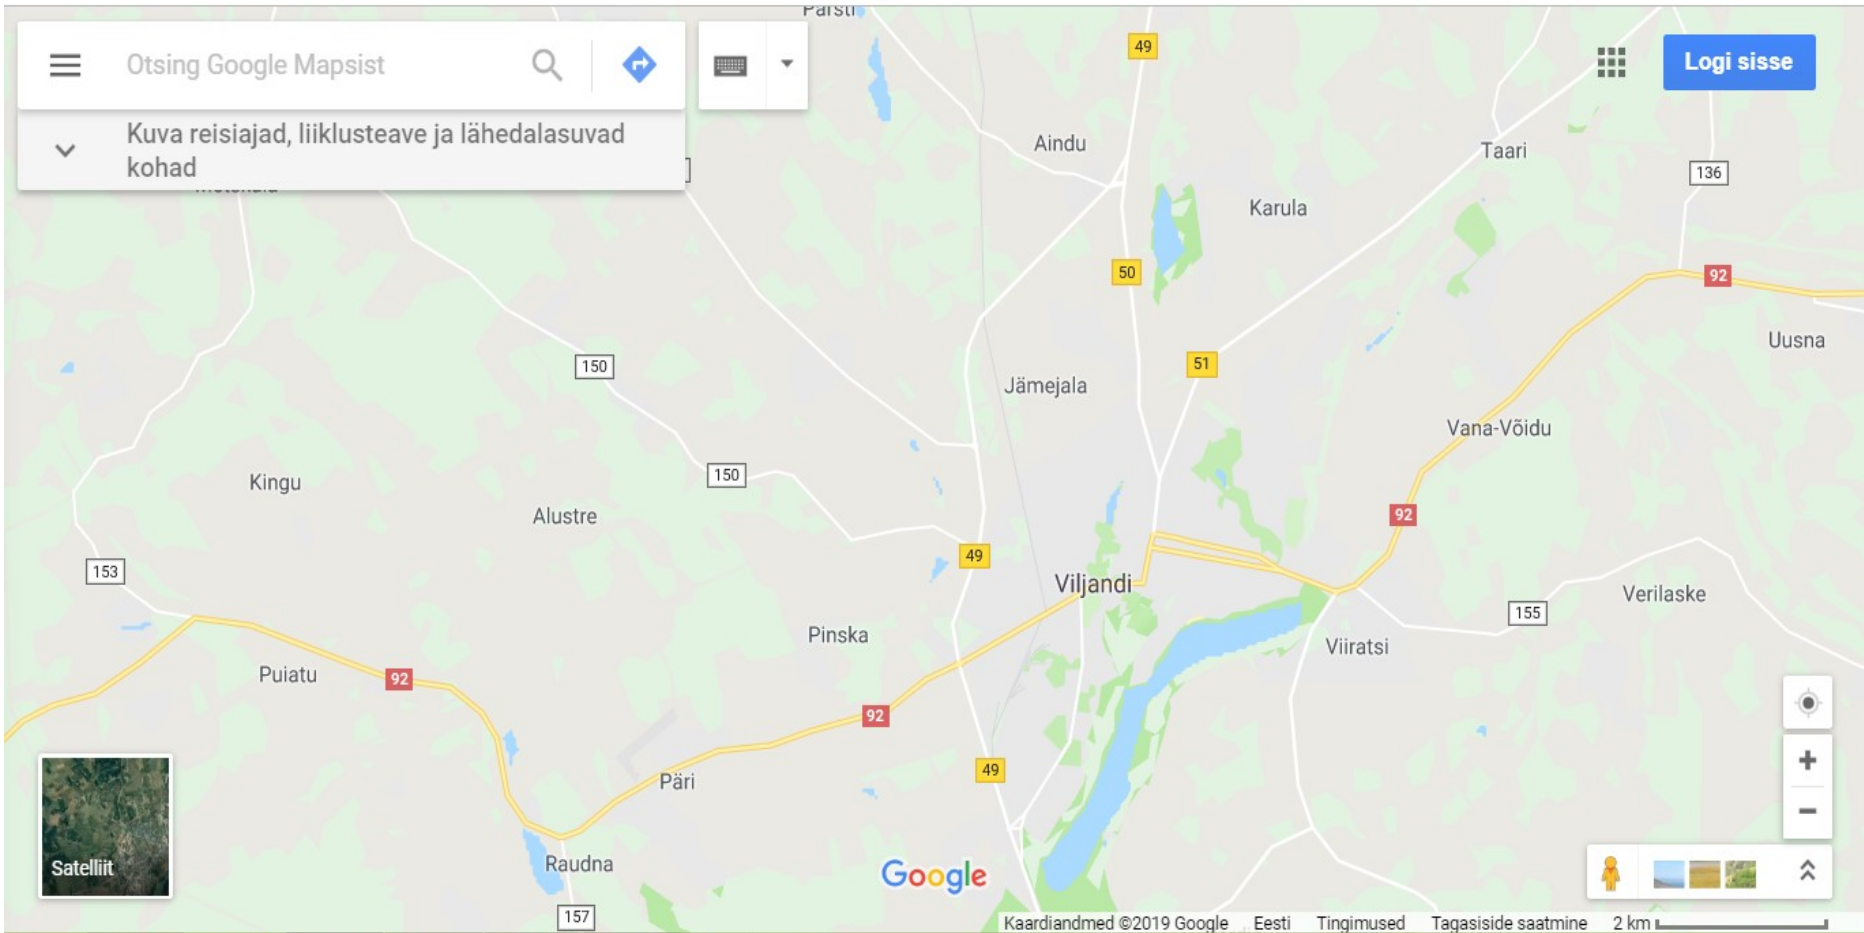 Parsti
49
Otsing Google Mapsist
Logi sisse
Kuva reisiajad, liiklusteave ja lähedalasuvad
kohad
Aindu
Taari
136
Karula
50
92
Uusna
150
51
Jämejala
Vana-Võidu
150
Kingu
Alustre
92
49
153
Viljandi
Verilaske
155
Pinska
Viiratsi
Puiatu
92
92
49
Päri
Satelliit
Raudna
Google
157
Kaardiandmed ©2019 Google Eesti Tingimused Tagasiside saatmine 2 km